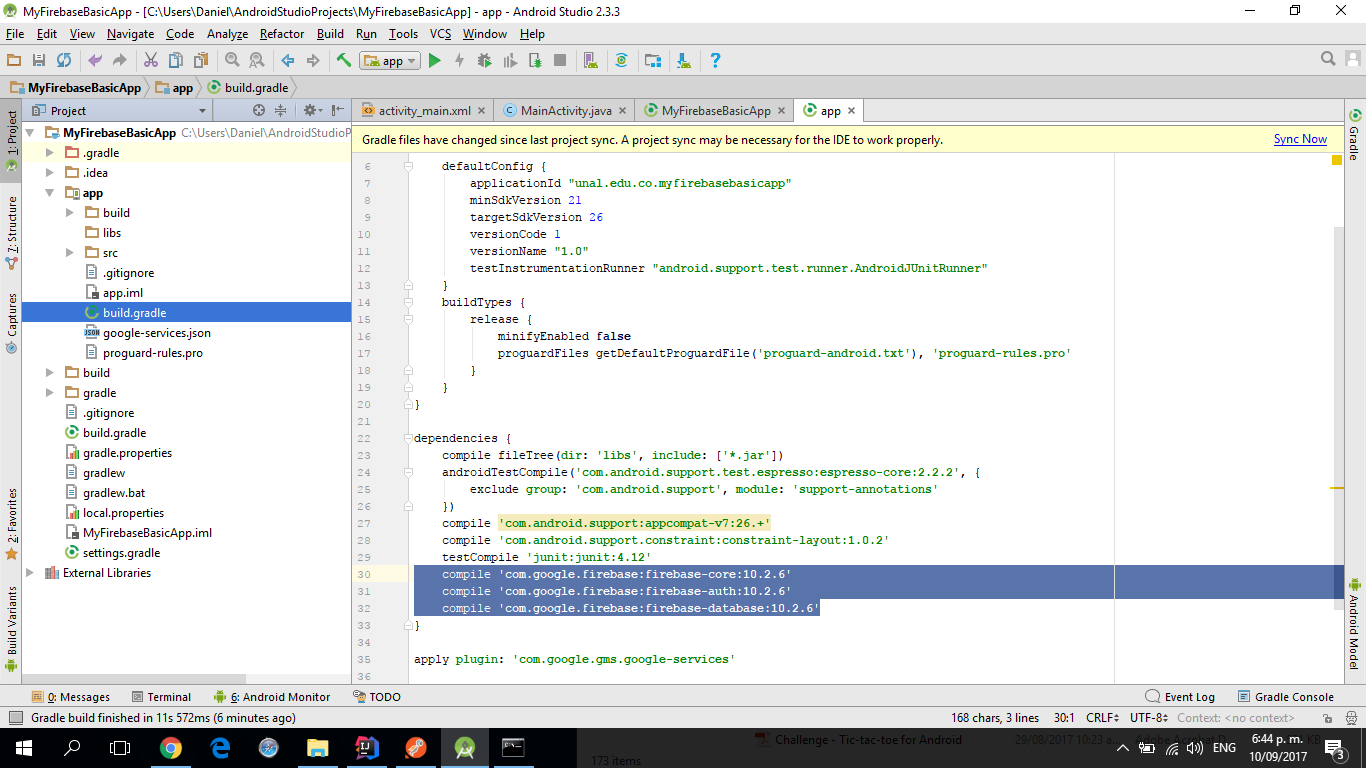 MyFirebaseBasicApp - [C:\Users\Daniel\AndroidStudioProjects\MyFirebaseBasicApp] - app - Android Studio 2.3.3
File Edit View Navigate Code Analyze Refactor Build Run Tools VCS Window Help
app
MyFirebaseBasicApp app build.gradle
Project
activity_main.xml MainActivity.java MyFirebaseBasicApp app
1: Project
7: Structure
Captures
2: Favorites
Build Variants
MyFirebaseBasicApp C:\Users\Daniel\AndroidStudioP
.gradle
.idea
app
build
libs
src
.gitignore
app.iml
build.gradle
google-services.json
proguard-rules.pro
build
gradle
.gitignore
build.gradle
gradle.properties
gradlew
gradlew.bat
local.properties
MyFirebaseBasicApp.iml
settings.gradle
External Libraries
Gradle files have changed since last project sync. A project sync may be necessary for the IDE to work properly. Sync Now
6 defaultConfig {
7 applicationId "unal.edu.co.myfirebasebasicapp"
8 minSdkVersion 21
9 targetSdkVersion 26
10 versionCode 1
11 versionName "1.0"
12 testInstrumentationRunner "android.support.test.runner.AndroidJUnitRunner"
13 }
14 buildTypes {
15 release {
16 minifyEnabled false
17 proguardFiles getDefaultProguardFile('proguard-android.txt'), 'proguard-rules.pro'
18 }
19 }
20 }
21
22 dependencies {
23 compile fileTree(dir: 'libs', include: ['*.jar'])
24 androidTestCompile('com.android.support.test.espresso:espresso-core:2.2.2', {
25 exclude group: 'com.android.support', module: 'support-annotations'
26 })
27 compile 'com.android.support:appcompat-v7:26.+'
28 compile 'com.android.support.constraint:constraint-layout:1.0.2'
29 testCompile 'junit:junit:4.12'
30 compile 'com.google.firebase:firebase-core:10.2.6'
31 compile 'com.google.firebase:firebase-auth:10.2.6'
32 compile 'com.google.firebase:firebase-database:10.2.6'
33 }
34
35 apply plugin: 'com.google.gms.google-services'
36
Gradle
Android Model
0: Messages Terminal 6: Android Monitor TODO Event Log Gradle Console
Gradle build finished in 11s 572ms (6 minutes ago) 168 chars, 3 lines 30:1 CRLF UTF-8 Context: <no context>
Challenge - Tic-tac-toe for Android 29/08/2017 10:23 a... Adobe Acrobat D... KB
173 items
ENG
6:44 p. m.
10/09/2017
3